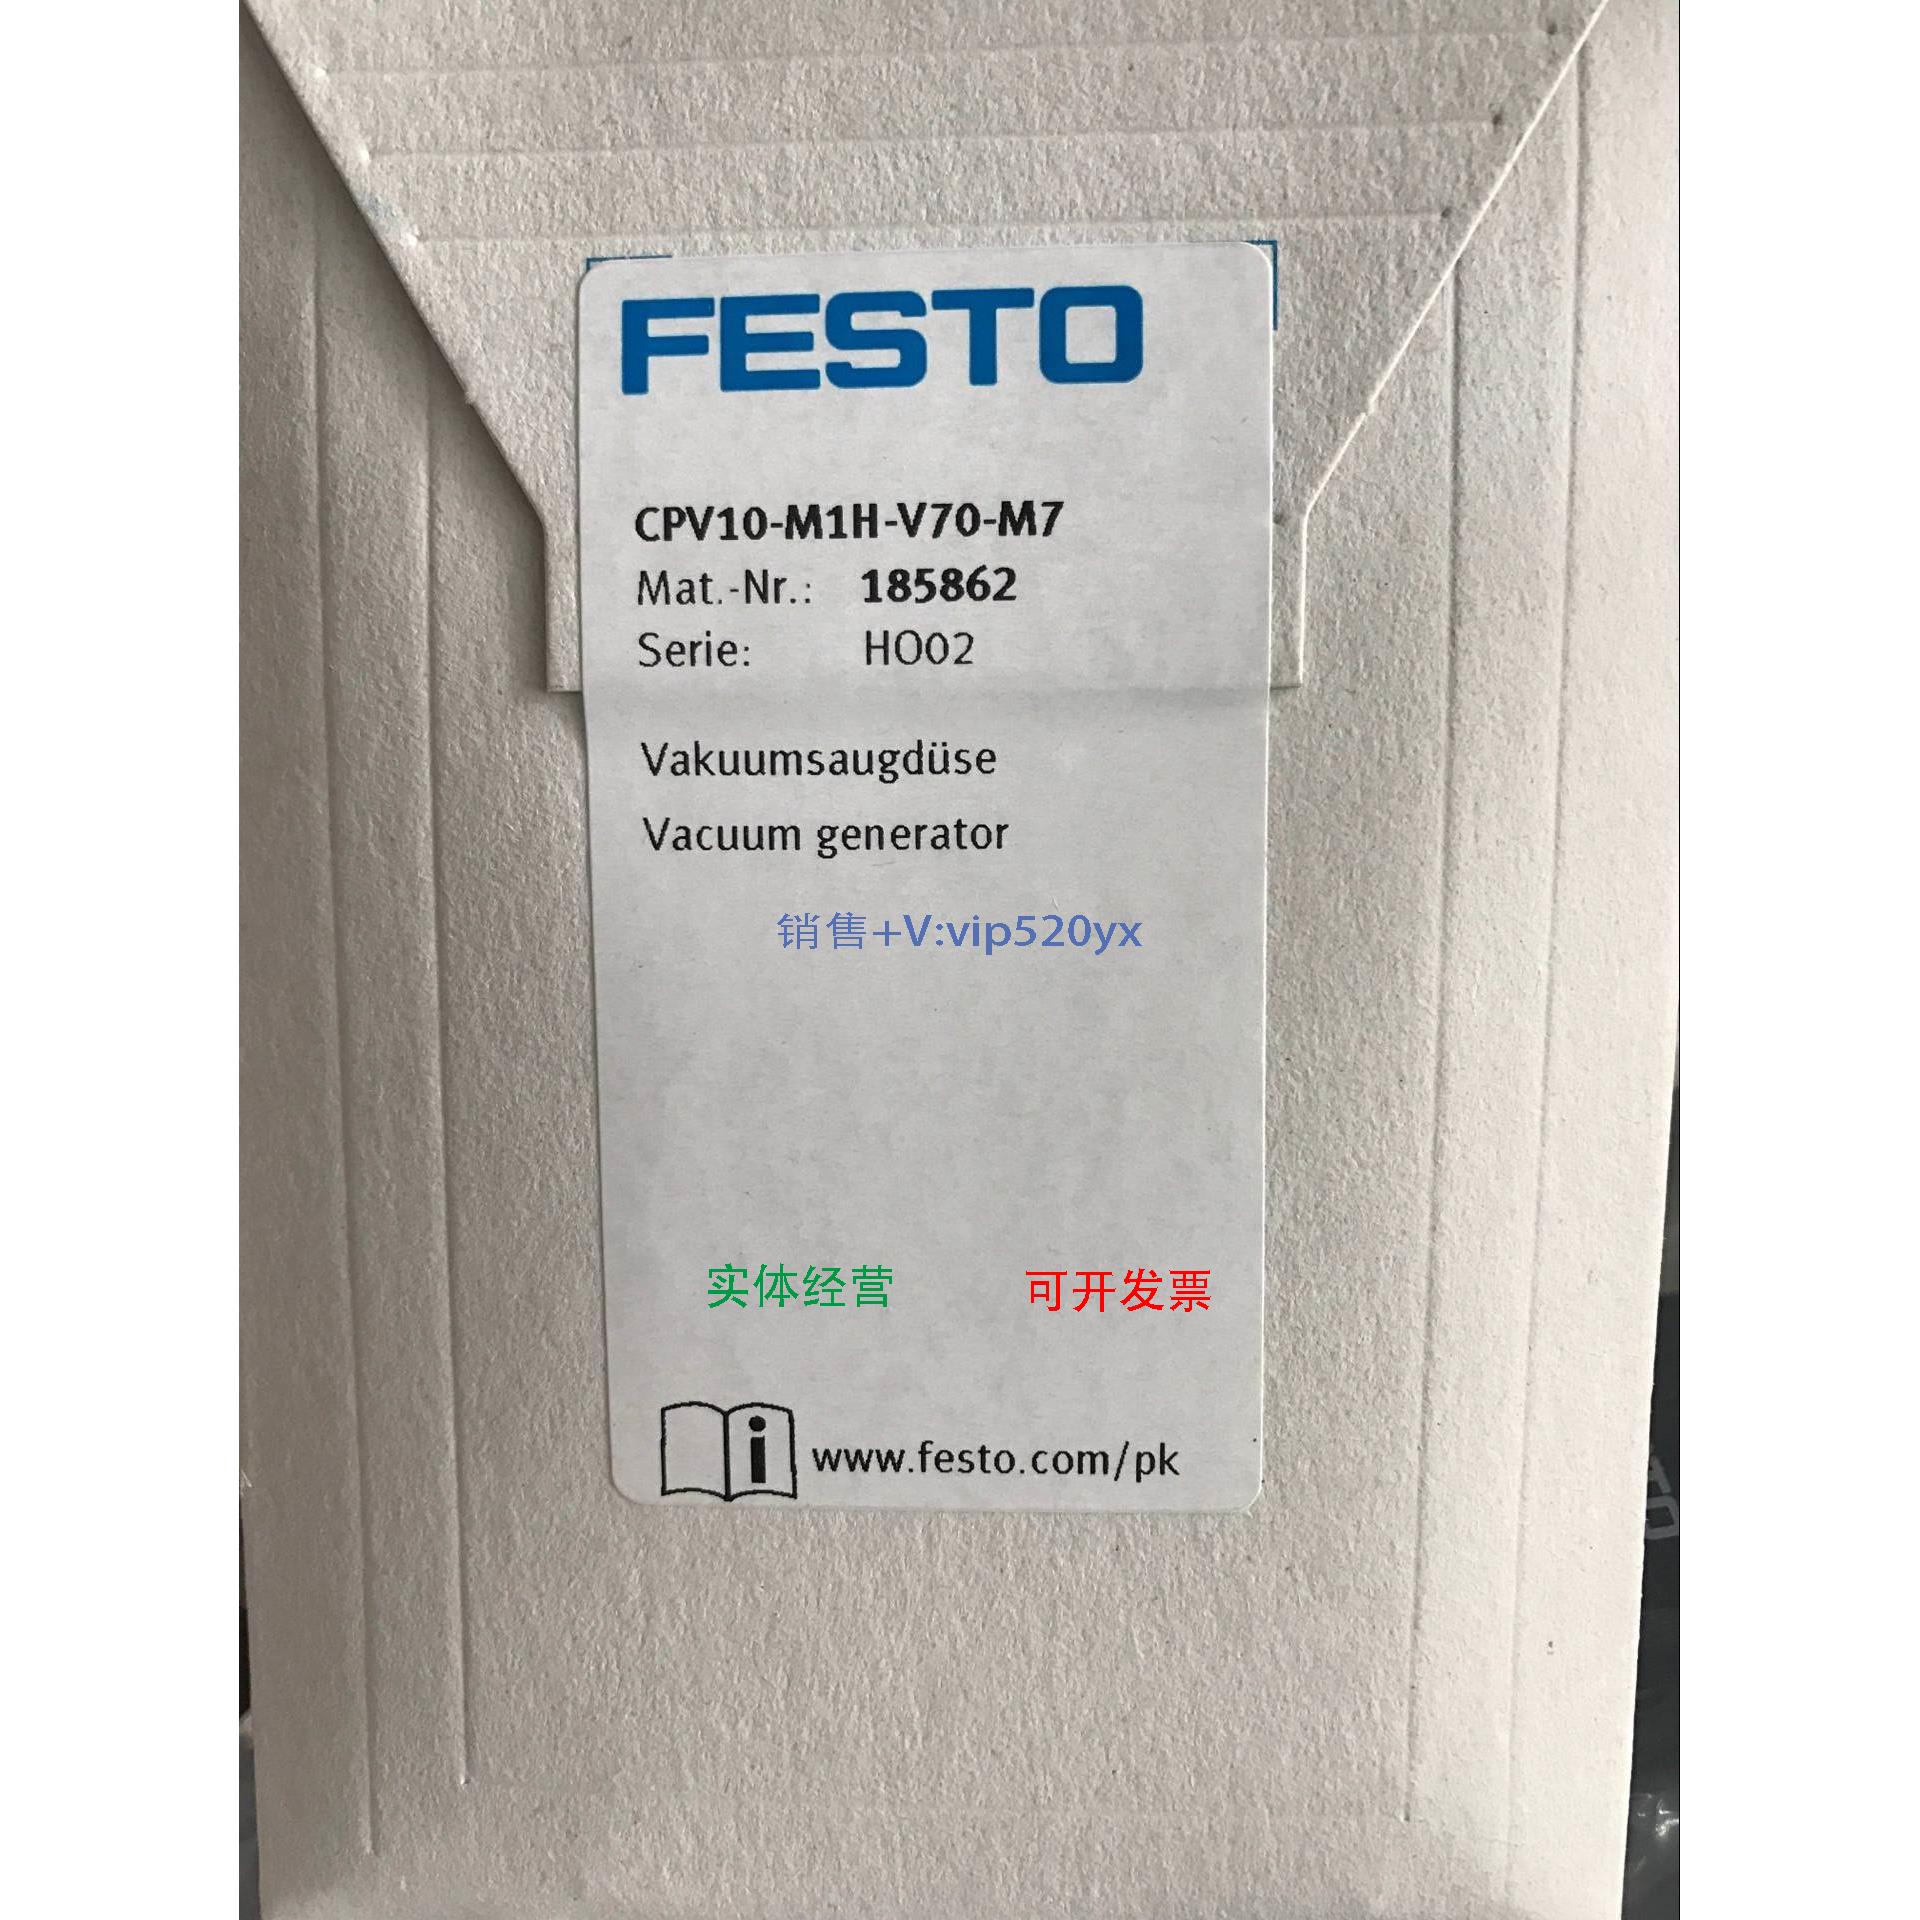 FESTO
CPV10-M1H-V70-M7
Mat.-Nr.: 185862
Serie: HO02
Vakuumsaugdüse
Vacuum generator
销售+V:vip520yx
实体经营 可开发票
i www.festo.com/pk